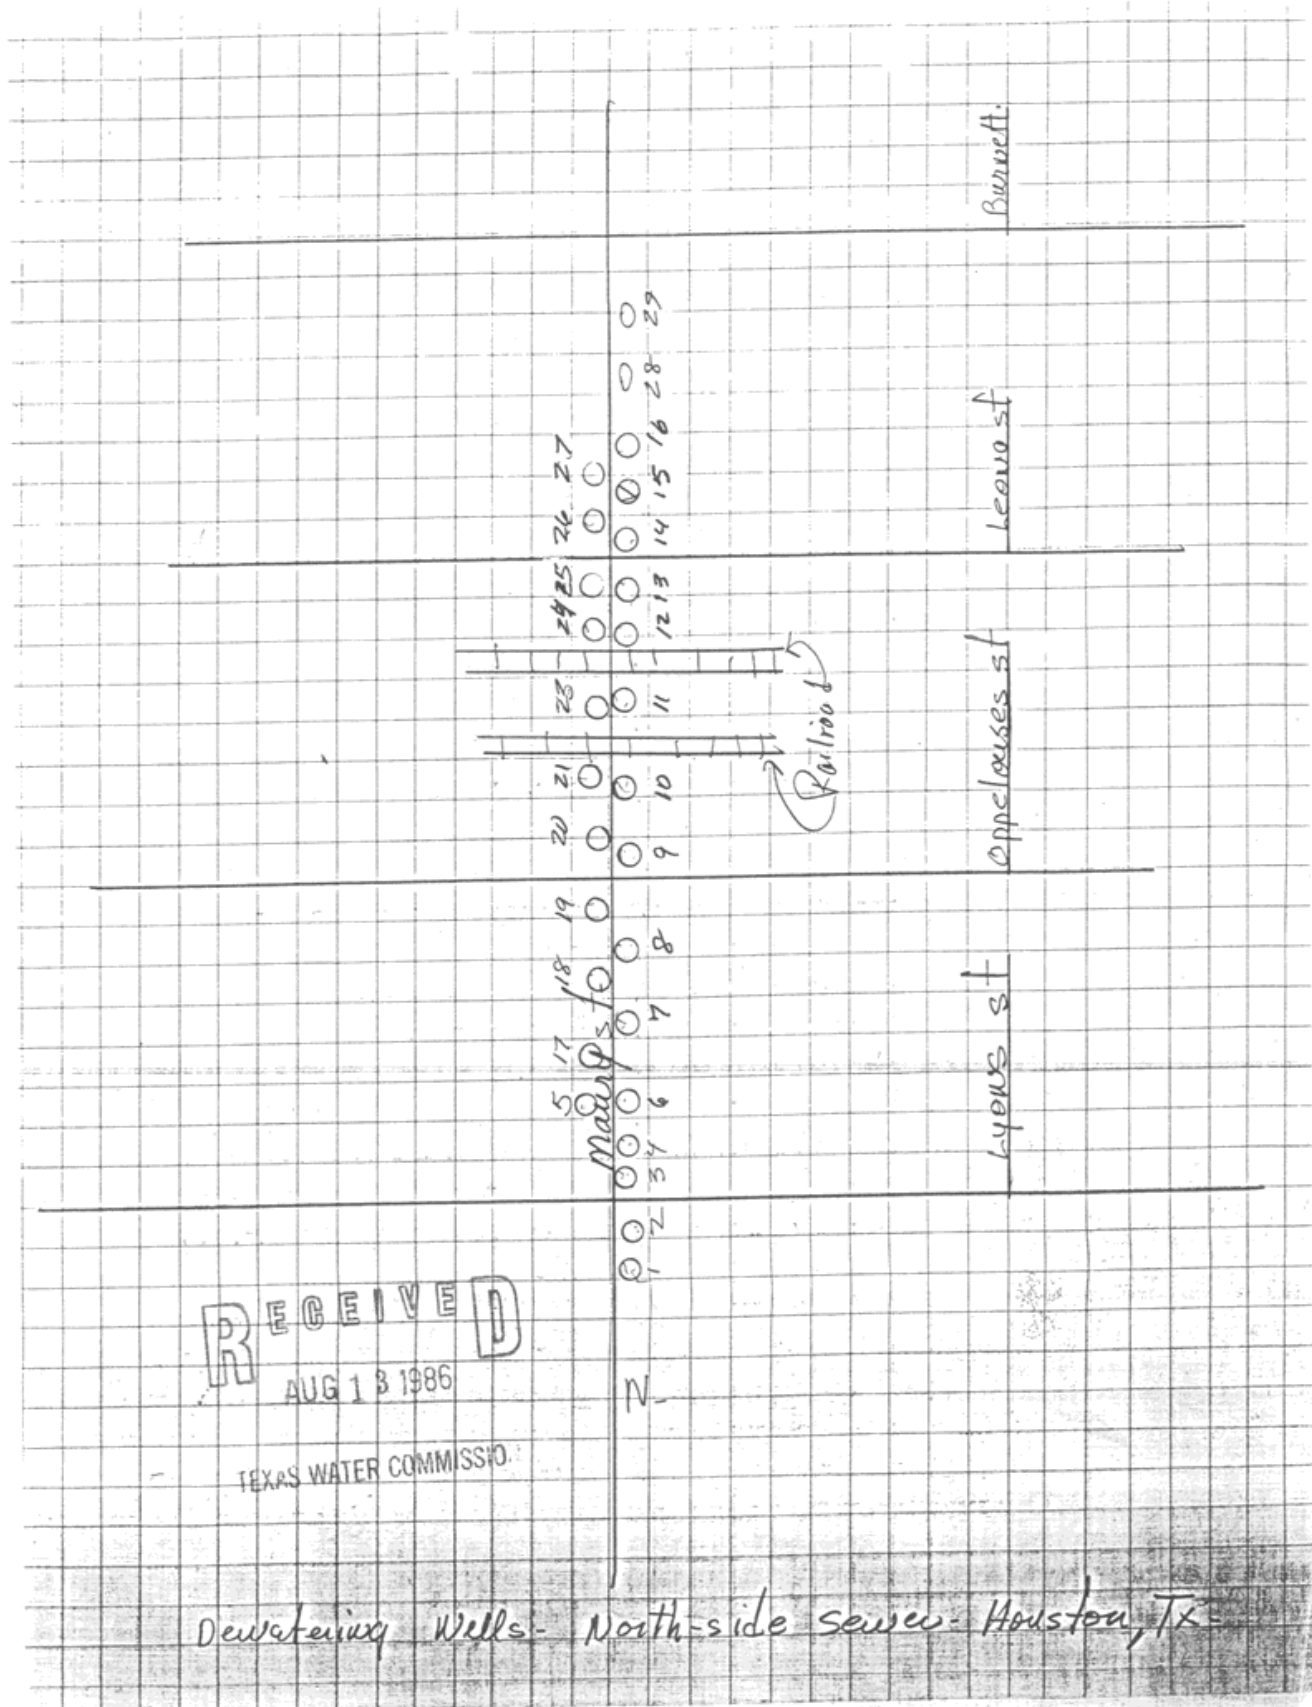 Burnett.
29
28
Leona st
16
27
15
26
14
25
13
24
12
Oppelouses st
23
11
Railroad
21
10
20
9
19
8
18
Lyons st
7
17
Maury st
5
6
4
3
2
1
RECEIVED
AUG 13 1986
N
TEXAS WATER COMMISSIO
Dewatering Wells- North-side sewer- Houston, Tx